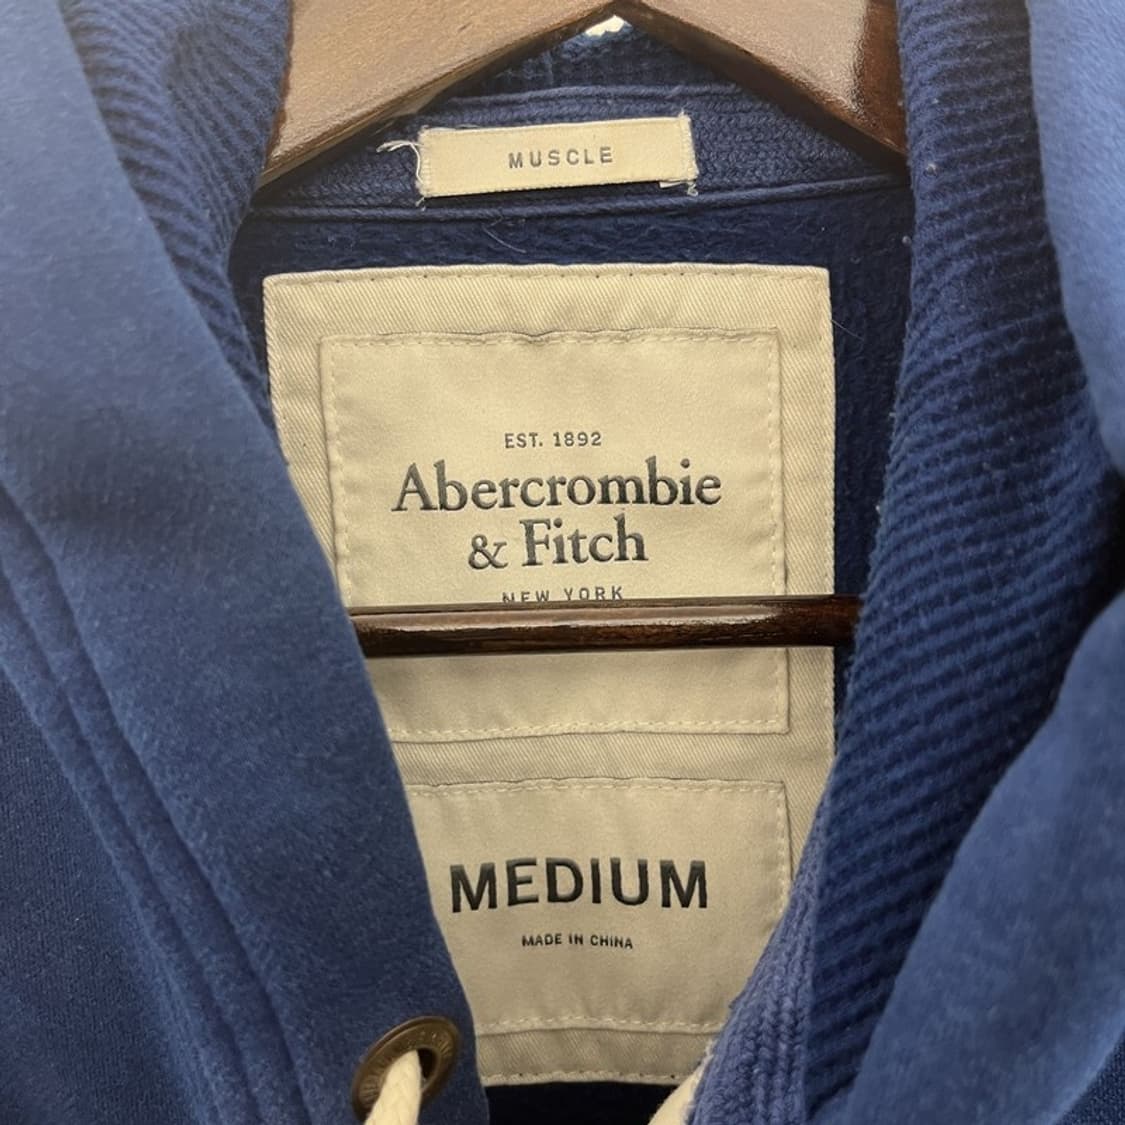 MUSCLE
EST. 1892
Abercrombie
& Fitch
NEW YORK
MEDIUM
MADE IN CHINA